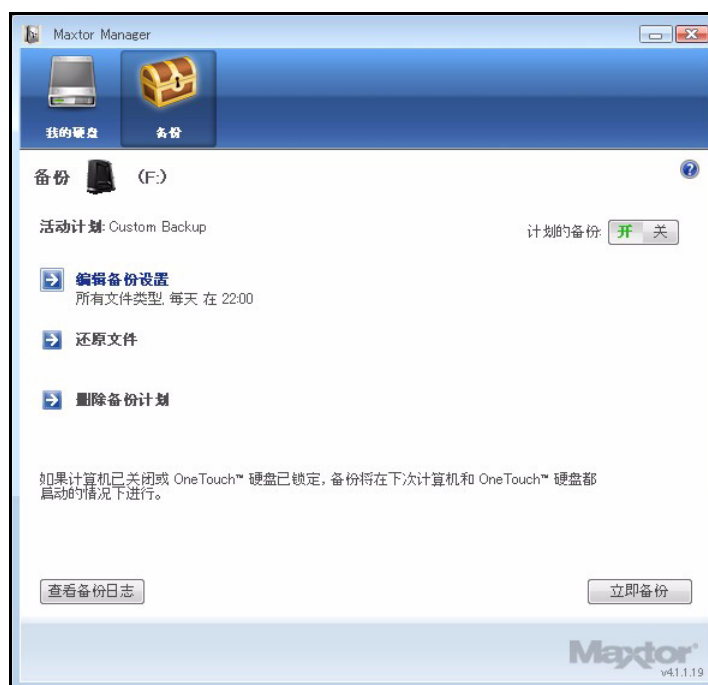 Maxtor Manager
我的硬盘
备份
备份 (F:)
活动计划: Custom Backup
计划的备份: 开 关
编辑备份设置
所有文件类型, 每天 在 22:00
还原文件
删除备份计划
如果计算机已关闭或 OneTouch™ 硬盘已锁定, 备份将在下次计算机和 OneTouch™ 硬盘都
启动的情况下进行。
查看备份日志
立即备份
Maxtor
v4.1.1.19